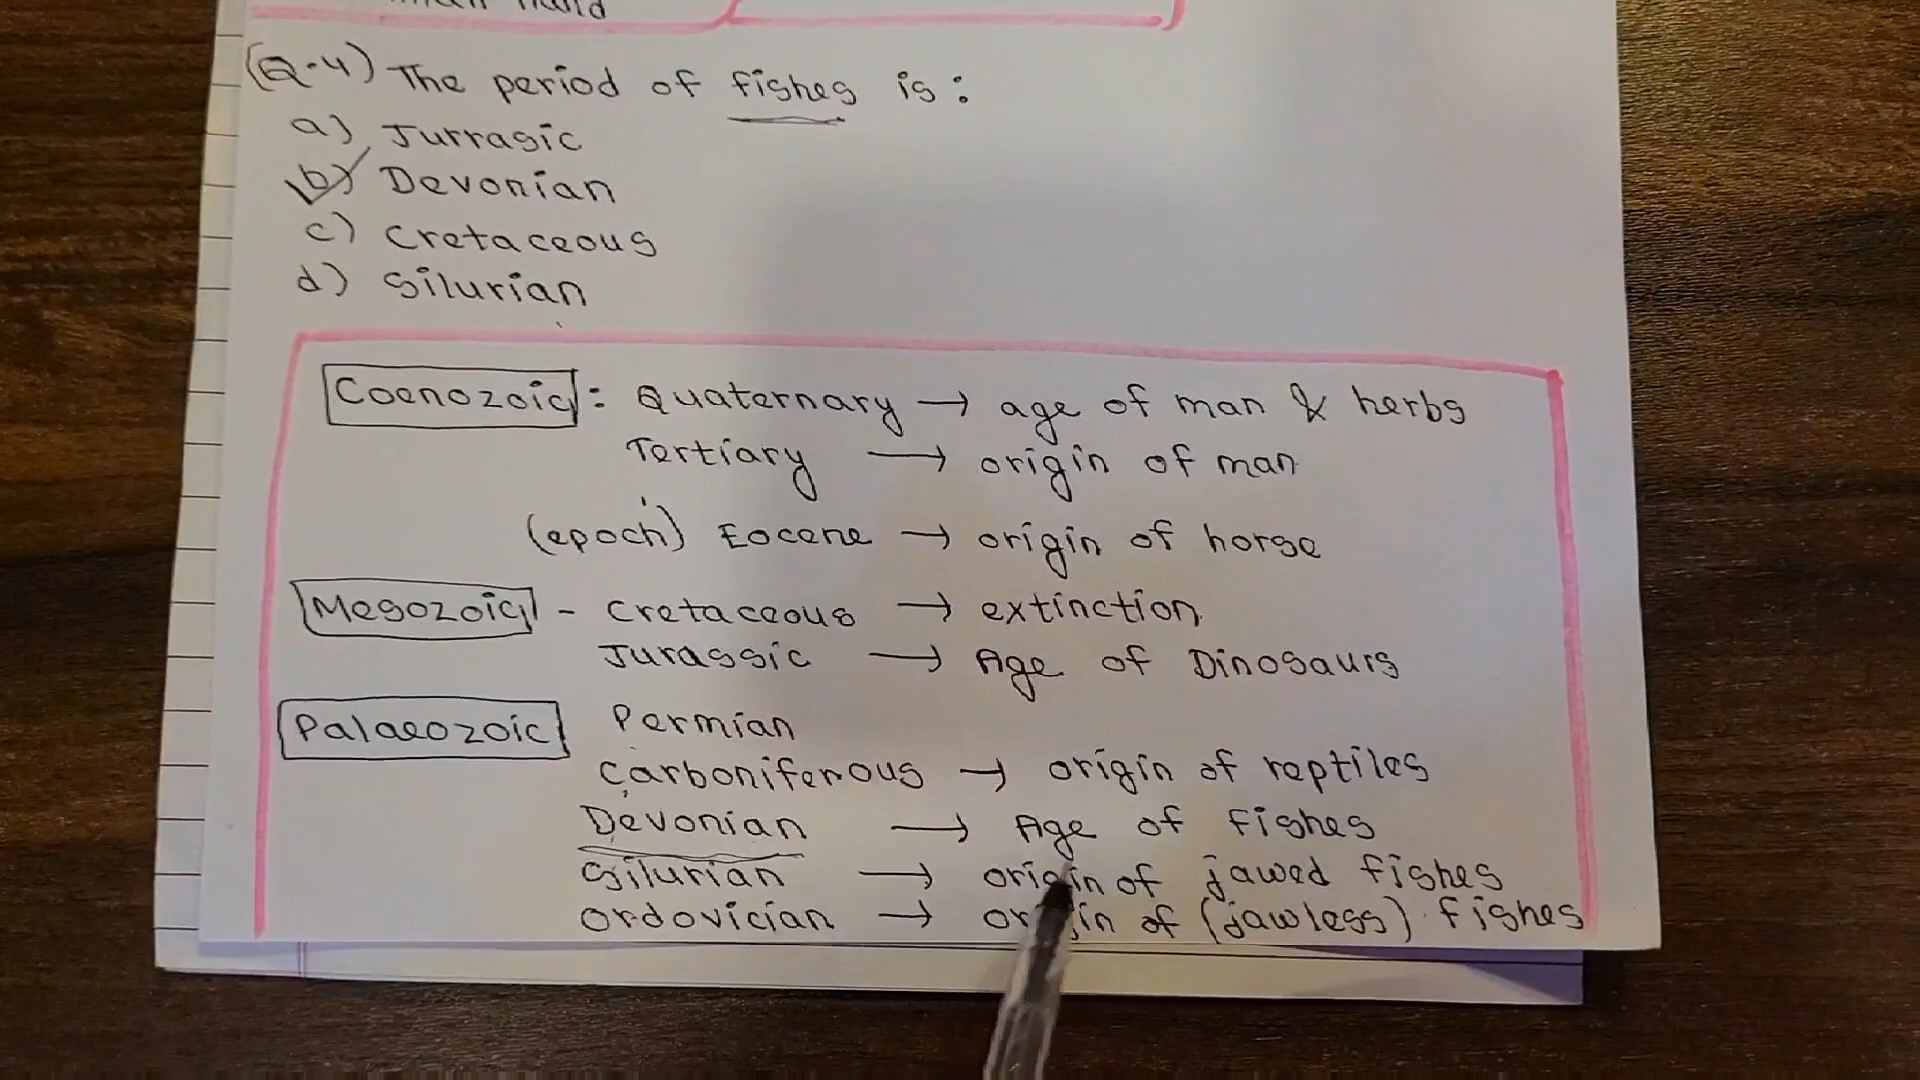 (Q.4) The period of fishes is:
a) Jurrasic
b) Devonian
c) Cretaceous
d) Silurian
Coenozoic : Quaternary → age of man & herbs
Tertiary → origin of man
(epoch) Eocene → origin of horse
Mesozoic - Cretaceous → extinction
Jurassic → Age of Dinosaurs
Palaeozoic Permian
Carboniferous → origin of reptiles
Devonian → Age of fishes
Silurian → origin of jawed fishes
Ordovician → origin of (jawless) fishes